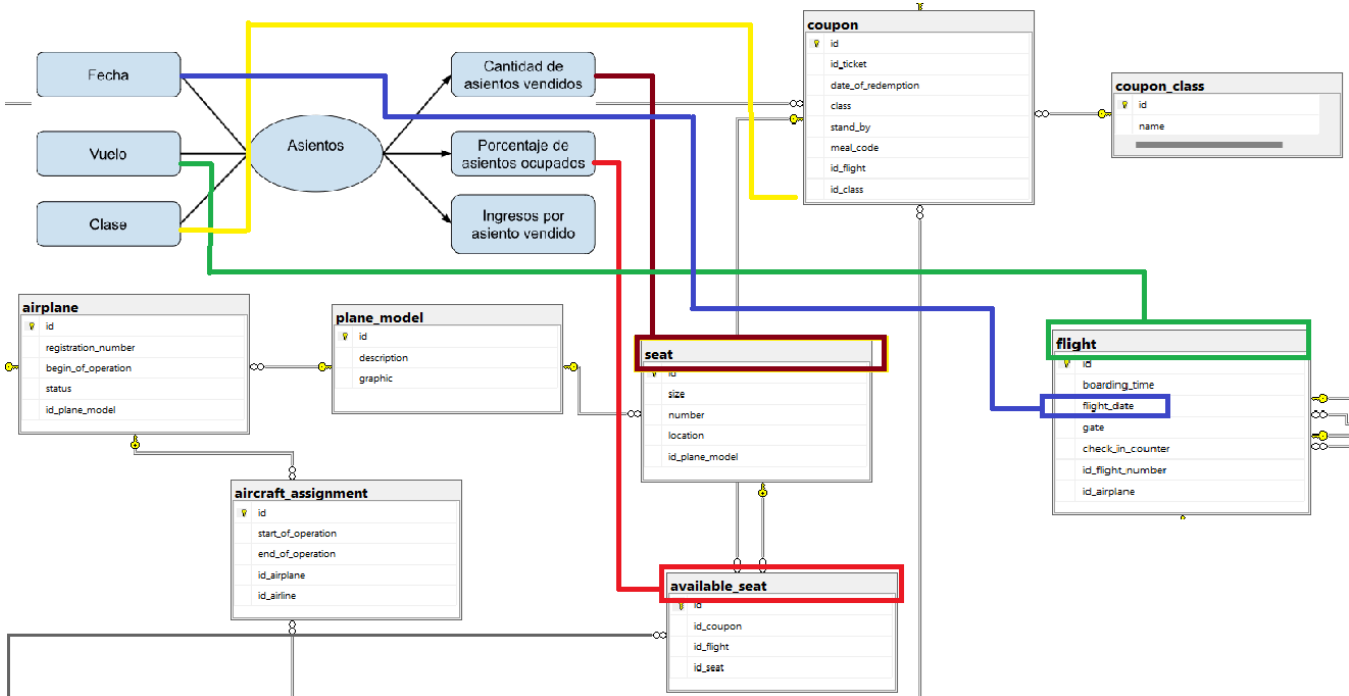 Fecha
Vuelo
Clase
Asientos
Cantidad de
asientos vendidos
Porcentaje de
asientos ocupados
Ingresos por
asiento vendido
coupon
id
id_ticket
date_of_redemption
class
stand_by
meal_code
id_flight
id_class
coupon_class
id
name
airplane
id
registration_number
begin_of_operation
status
id_plane_model
plane_model
id
description
graphic
seat
id
size
number
location
id_plane_model
flight
id
boarding_time
flight_date
gate
check_in_counter
id_flight_number
id_airplane
aircraft_assignment
id
start_of_operation
end_of_operation
id_airplane
id_airline
available_seat
id
id_coupon
id_flight
id_seat